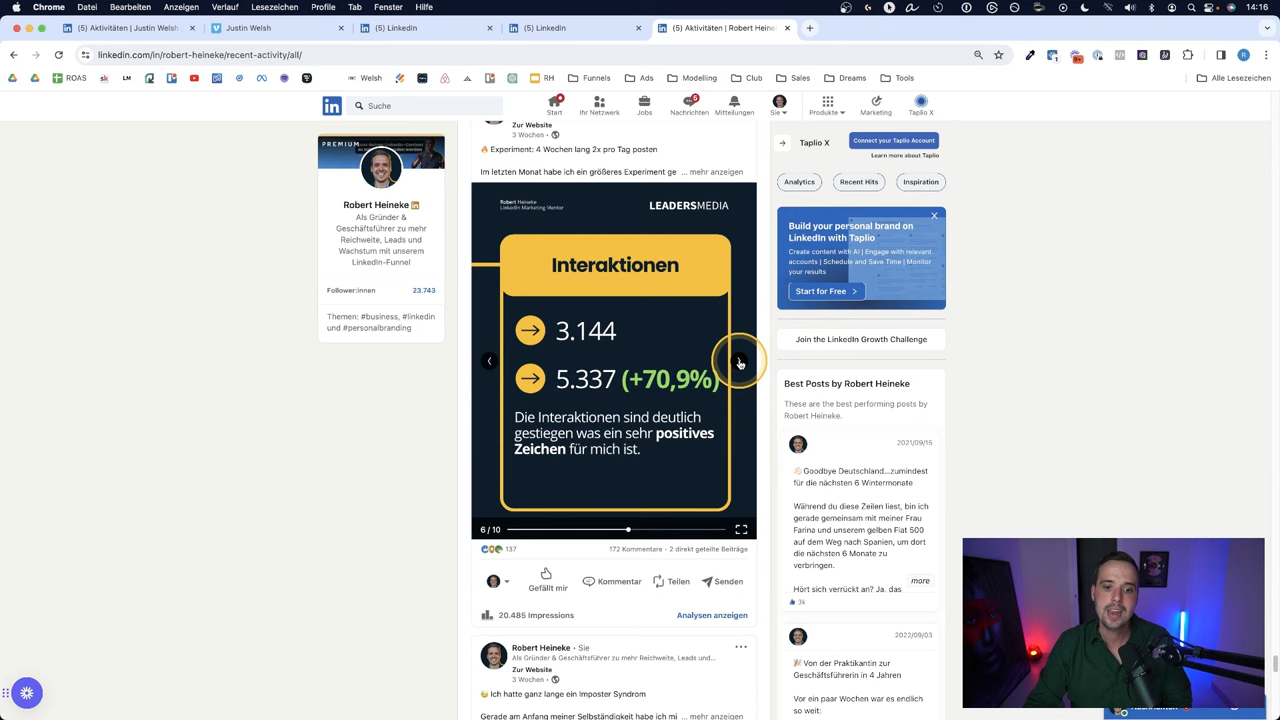 Chrome Datei Bearbeiten Ansicht Verlauf Lesezeichen Profile Tab Fenster Hilfe
14:16
(5)Aktivitäten | Justin Welsh
Justin Welsh
(5) LinkedIn
(5) LinkedIn
(5) Aktivitäten | Robert Heine
linkedin.com/in/robert-heineke/recent-activity/all/
9+
1
R
ROAS
sk
LM
RH
Welsh
Funnels
Ads
Modelling
Club
Sales
Dreams
Tools
Alle Lesezeichen
in
Suche
Start
Ihr Netzwerk
Jobs
6
Nachrichten
Mitteilungen
Sie
Produkte
Marketing
Taplio X
PREMIUM
Robert Heineke
Als Gründer &
Geschäftsführer zu mehr
Reichweite, Leads und
Wachstum mit unserem
LinkedIn-Funnel
Follower:innen 23.743
Themen: #business, #linkedin
und #personalbranding
Zur Website
3 Wochen •
🔥 Experiment: 4 Wochen lang 2x pro Tag posten
Im letzten Monat habe ich ein größeres Experiment ge ... mehr anzeigen
Robert Heineke
LinkedIn Marketing Mentor
LEADERSMEDIA
Interaktionen
3.144
5.337 (+70,9%)
Die Interaktionen sind deutlich
gestiegen was ein sehr positives
Zeichen für mich ist.
6 / 10
137
172 Kommentare • 2 direkt geteilte Beiträge
Gefällt mir
Kommentar
Teilen
Senden
20.485 Impressions
Analysen anzeigen
Robert Heineke • Sie
Als Gründer & Geschäftsführer zu mehr Reichweite, Leads und...
Zur Website
3 Wochen •
Ich hatte ganz lange ein Imposter Syndrom
Gerade am Anfang meiner Selbständigkeit habe ich mi ... mehr anzeigen
Taplio X
Connect your Taplio Account
Learn more about Taplio
Analytics
Recent Hits
Inspiration
X
Build your personal brand on
LinkedIn with Taplio
Create content with AI | Engage with relevant
accounts | Schedule and Save Time | Monitor
your results
Start for Free >
Join the LinkedIn Growth Challenge
Best Posts by Robert Heineke
These are the best performing posts by
Robert Heineke.
2021/09/15
👋🏻 Goodbye Deutschland...zumindest
für die nächsten 6 Wintermonate
Während du diese Zeilen liest, bin ich
gerade gemeinsam mit meiner Frau
Farina und unserem gelben Fiat 500
auf dem Weg nach Spanien, um dort
die nächsten 6 Monate zu
verbringen.
Hört sich verrückt an? Ja, das
more
3k
2022/09/03
🎉 Von der Praktikantin zur
Geschäftsführerin in 4 Jahren
Vor ein paar Wochen war es endlich
so weit: